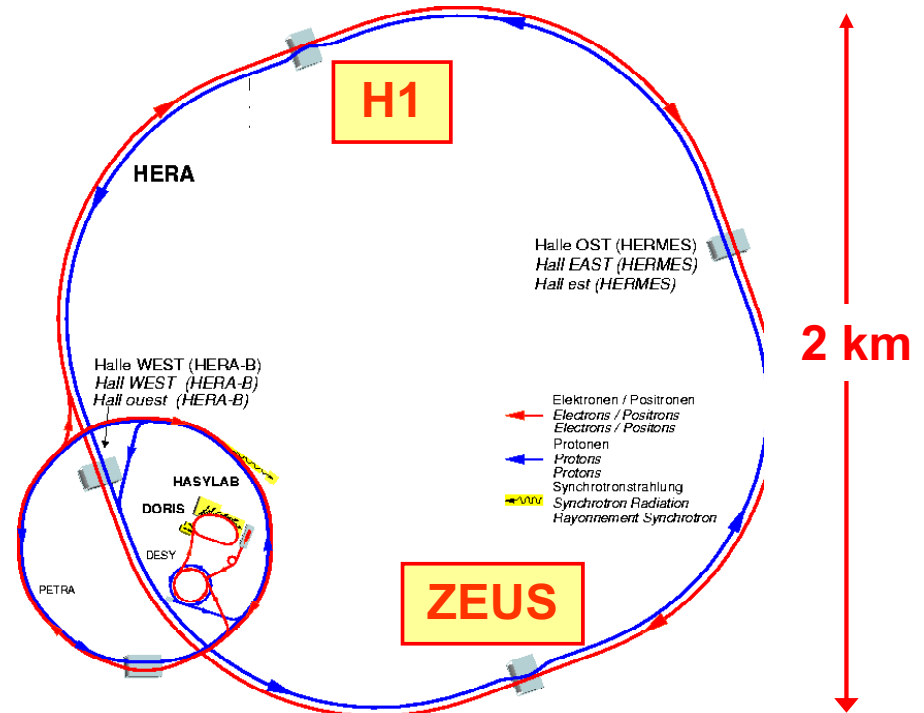 H1
HERA
Halle OST (HERMES)
Hall EAST (HERMES)
Hall est (HERMES)
2 km
Halle WEST (HERA-B)
Hall WEST (HERA-B)
Hall ouest (HERA-B)
Elektronen / Positronen
Electrons / Positrons
Electrons / Positons
Protonen
Protons
Protons
Synchrotronstrahlung
Synchrotron Radiation
Rayonnement Synchrotron
HASYLAB
DORIS
DESY
PETRA
ZEUS